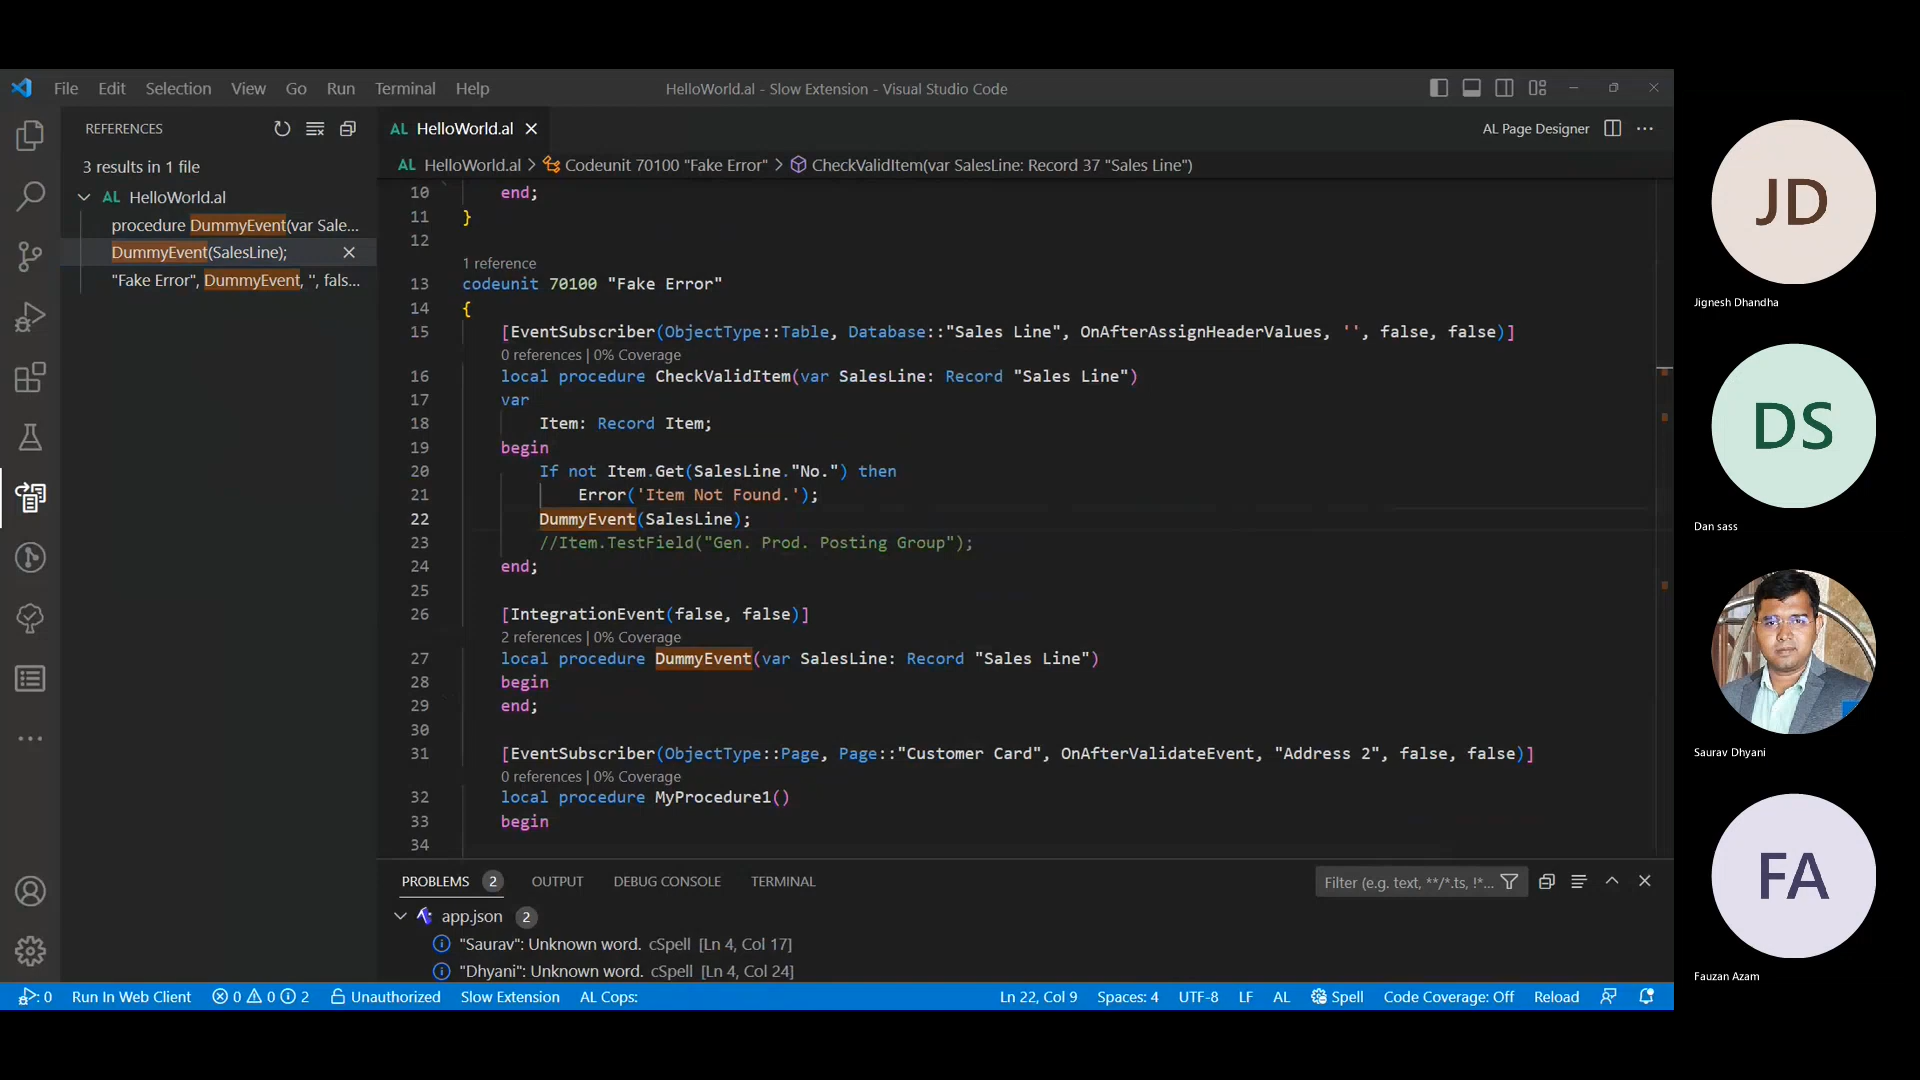 File Edit Selection View Go Run Terminal Help
HelloWorld.al - Slow Extension - Visual Studio Code
REFERENCES
3 results in 1 file
AL HelloWorld.al
procedure DummyEvent(var Sale...
DummyEvent(SalesLine);
"Fake Error", DummyEvent, '', fals...
AL HelloWorld.al
AL Page Designer
AL HelloWorld.al > Codeunit 70100 "Fake Error" > CheckValidItem(var SalesLine: Record 37 "Sales Line")
10 end;
11 }
12
1 reference
13 codeunit 70100 "Fake Error"
14 {
15 [EventSubscriber(ObjectType::Table, Database::"Sales Line", OnAfterAssignHeaderValues, '', false, false)]
0 references | 0% Coverage
16 local procedure CheckValidItem(var SalesLine: Record "Sales Line")
17 var
18 Item: Record Item;
19 begin
20 If not Item.Get(SalesLine."No.") then
21 Error('Item Not Found.');
22 DummyEvent(SalesLine);
23 //Item.TestField("Gen. Prod. Posting Group");
24 end;
25
26 [IntegrationEvent(false, false)]
2 references | 0% Coverage
27 local procedure DummyEvent(var SalesLine: Record "Sales Line")
28 begin
29 end;
30
31 [EventSubscriber(ObjectType::Page, Page::"Customer Card", OnAfterValidateEvent, "Address 2", false, false)]
0 references | 0% Coverage
32 local procedure MyProcedure1()
33 begin
34
PROBLEMS 2 OUTPUT DEBUG CONSOLE TERMINAL
Filter (e.g. text, **/*.ts, !*...
app.json 2
"Saurav": Unknown word. cSpell [Ln 4, Col 17]
"Dhyani": Unknown word. cSpell [Ln 4, Col 24]
: 0 Run In Web Client 0 0 2 Unauthorized Slow Extension AL Cops:
Ln 22, Col 9 Spaces: 4 UTF-8 LF AL Spell Code Coverage: Off Reload
JD
Jignesh Dhandha
DS
Dan sass
Saurav Dhyani
FA
Fauzan Azam